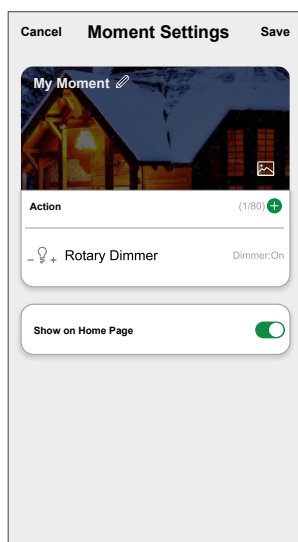 Cancel Moment Settings Save
My Moment
Action (1/80)
Rotary Dimmer Dimmer:On
Show on Home Page